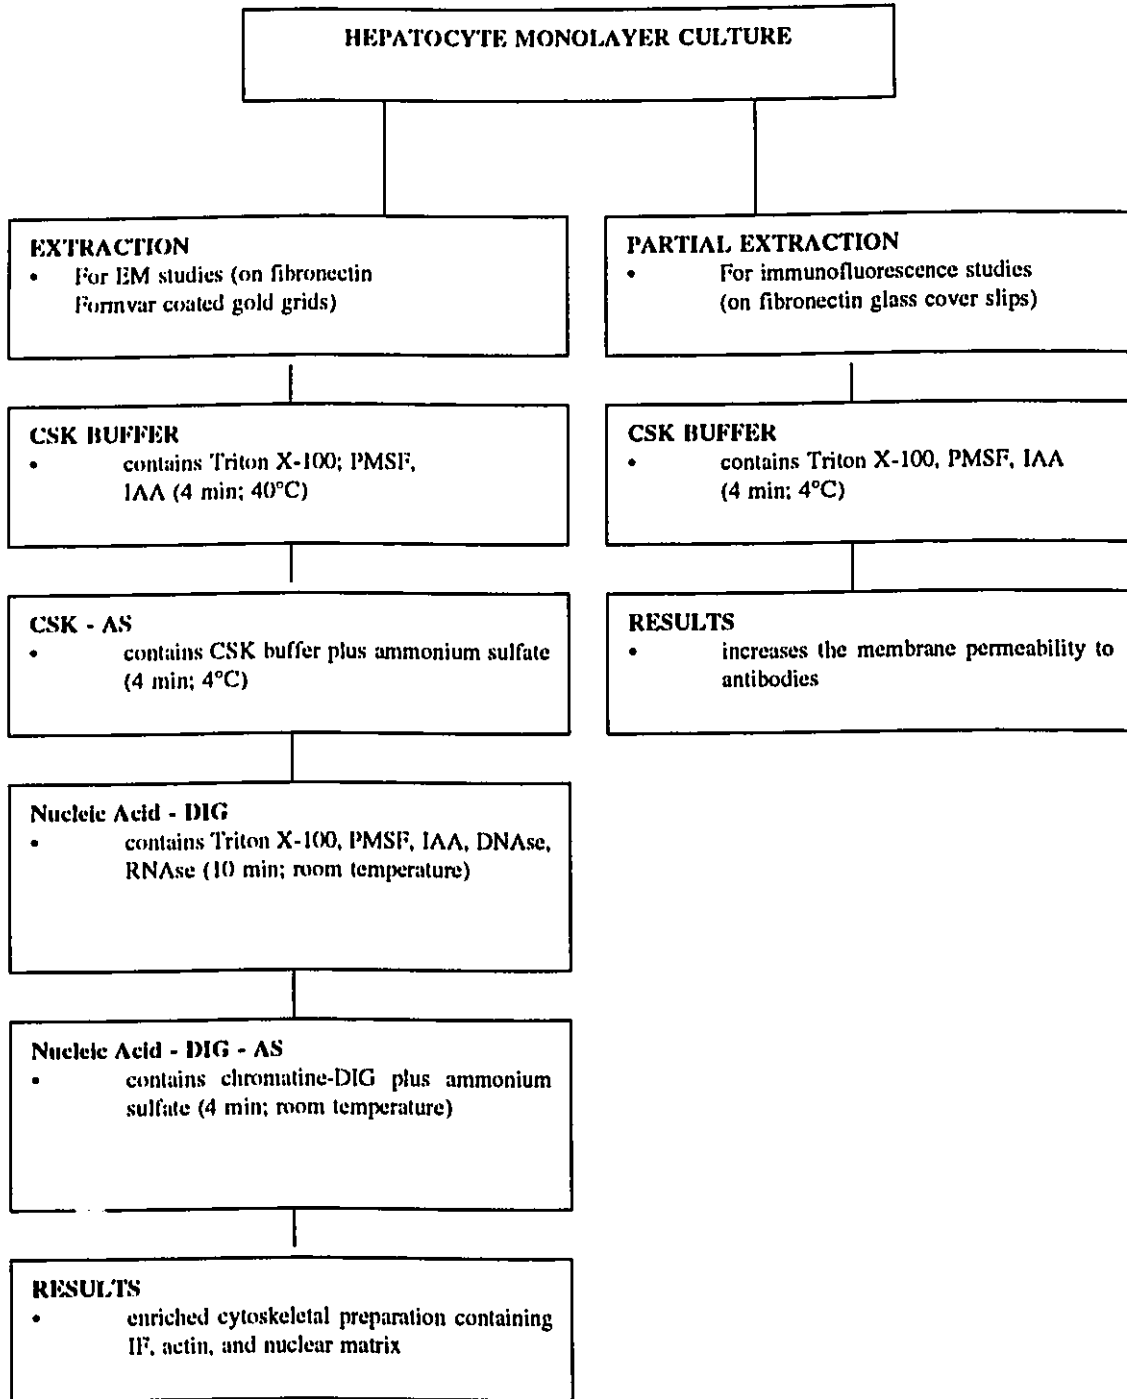 HEPATOCYTE MONOLAYER CULTURE
EXTRACTION
• For EM studies (on fibronectin
Formvar coated gold grids)
CSK BUFFER
• contains Triton X-100; PMSF,
IAA (4 min; 40°C)
CSK - AS
• contains CSK buffer plus ammonium sulfate
(4 min; 4°C)
Nucleic Acid - DIG
• contains Triton X-100, PMSF, IAA, DNAse,
RNAse (10 min; room temperature)
Nucleic Acid - DIG - AS
• contains chromatine-DIG plus ammonium
sulfate (4 min; room temperature)
RESULTS
• enriched cytoskeletal preparation containing
IF, actin, and nuclear matrix
PARTIAL EXTRACTION
• For immunofluorescence studies
(on fibronectin glass cover slips)
CSK BUFFER
• contains Triton X-100, PMSF, IAA
(4 min; 4°C)
RESULTS
• increases the membrane permeability to
antibodies